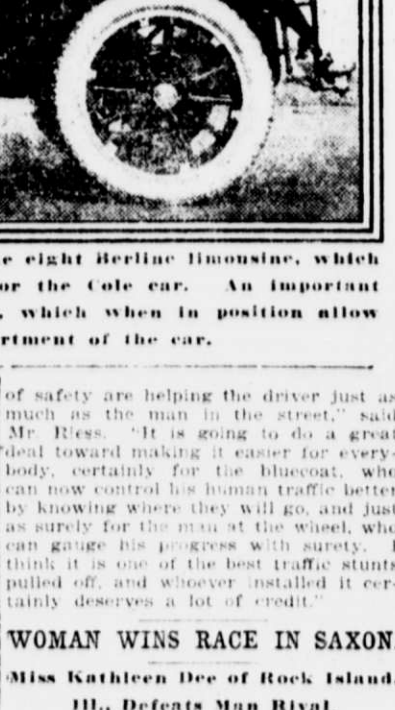 e eight Berline limousine, which
or the Cole car. An important
, which when in position allow
rtment of the car.
of safety are helping the driver just as
much as the man in the street," said
Mr. Riess. "It is going to do a great
deal toward making it easier for every-
body, certainly for the bluecoat, who
can now control his human traffic better
by knowing where they will go, and just
as surely for the man at the wheel, who
can gauge his progress with surety. I
think it is one of the best traffic stunts
pulled off, and whoever installed it cer-
tainly deserves a lot of credit."
WOMAN WINS RACE IN SAXON
Miss Kathleen Dee of Rock Island,
Ill., Defeats Man Rival